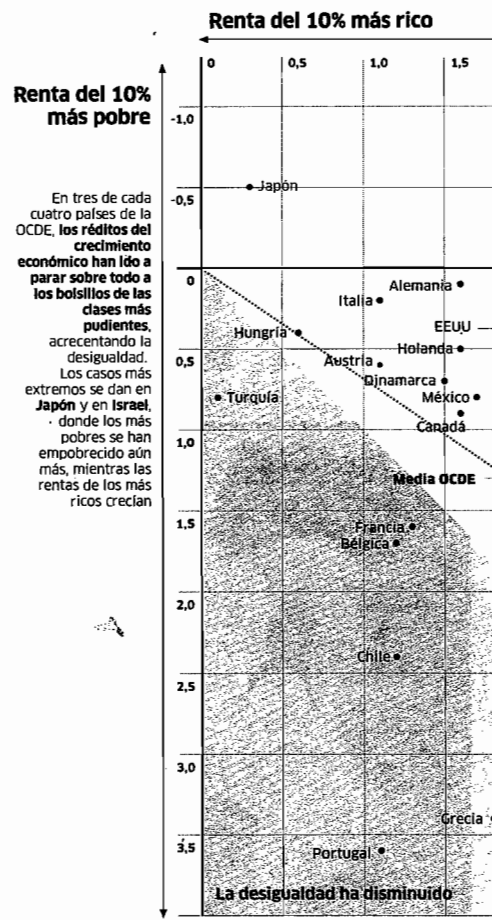 Renta del 10% más rico
0 0,5 1,0 1,5
Renta del 10%
más pobre
-1,0
En tres de cada
cuatro países de la
OCDE, los réditos del
crecimiento
económico han ido a
parar sobre todo a
los bolsillos de las
clases más
pudientes,
acrecentando la
desigualdad.
Los casos más
extremos se dan en
Japón y en Israel,
donde los más
pobres se han
empobrecido aún
más, mientras las
rentas de los más
ricos crecían
Japón
-0,5
0
Alemania
Italia
EEUU
Hungría
Holanda
0,5
Austria
Dinamarca
Turquía
México
Canadá
1,0
Media OCDE
1,5
Francia
Bélgica
2,0
Chile
2,5
3,0
Grecia
3,5
Portugal
La desigualdad ha disminuido